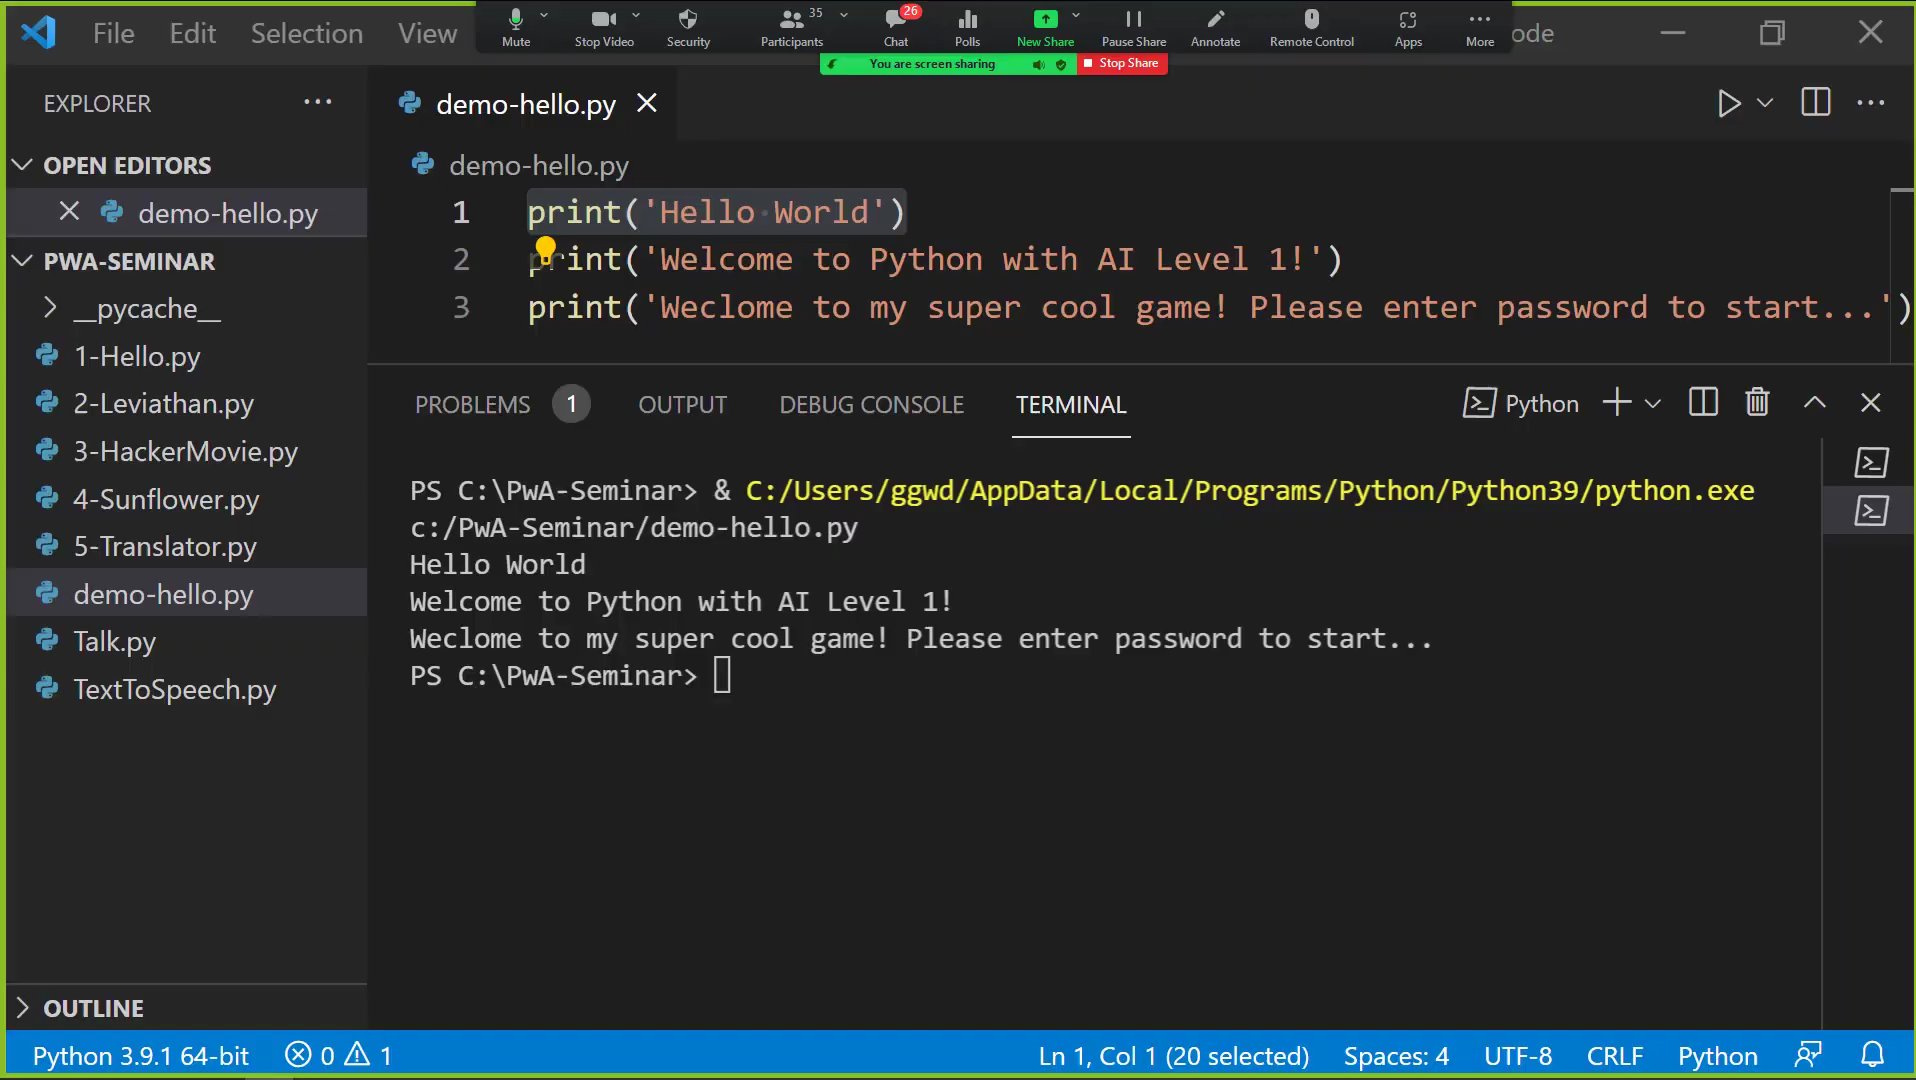 File Edit Selection View
ode
Mute
Stop Video
Security
Participants 35
Chat 26
Polls
New Share
Pause Share
Annotate
Remote Control
Apps
More
You are screen sharing
Stop Share
EXPLORER
OPEN EDITORS
demo-hello.py
PWA-SEMINAR
__pycache__
1-Hello.py
2-Leviathan.py
3-HackerMovie.py
4-Sunflower.py
5-Translator.py
demo-hello.py
Talk.py
TextToSpeech.py
OUTLINE
demo-hello.py
demo-hello.py
1 print('Hello World')
2 print('Welcome to Python with AI Level 1!')
3 print('Weclome to my super cool game! Please enter password to start...')
PROBLEMS 1 OUTPUT DEBUG CONSOLE TERMINAL
Python
PS C:\PwA-Seminar> & C:/Users/ggwd/AppData/Local/Programs/Python/Python39/python.exe
c:/PwA-Seminar/demo-hello.py
Hello World
Welcome to Python with AI Level 1!
Weclome to my super cool game! Please enter password to start...
PS C:\PwA-Seminar>
Python 3.9.1 64-bit 0 1
Ln 1, Col 1 (20 selected) Spaces: 4 UTF-8 CRLF Python